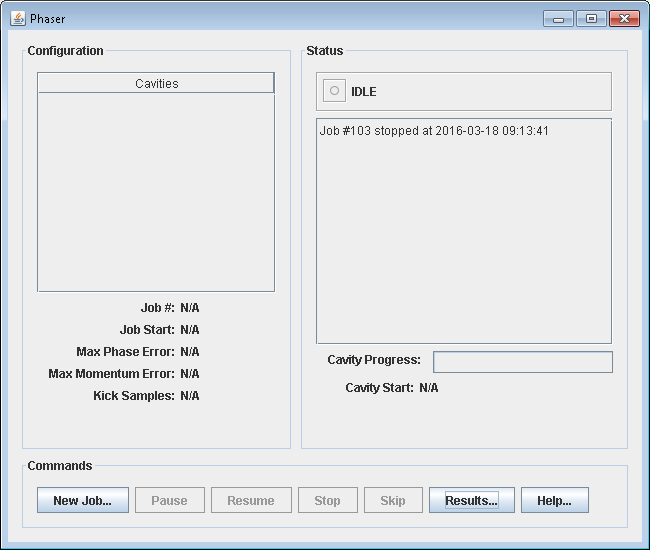 Phaser
Configuration
Cavities
Job #: N/A
Job Start: N/A
Max Phase Error: N/A
Max Momentum Error: N/A
Kick Samples: N/A
Status
IDLE
Job #103 stopped at 2016-03-18 09:13:41
Cavity Progress:
Cavity Start: N/A
Commands
New Job... Pause Resume Stop Skip Results... Help...